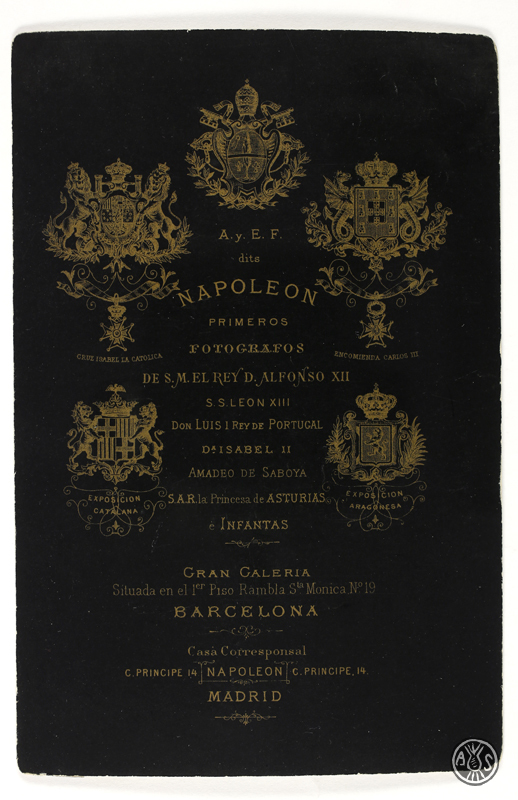 A. y. E. F.
dits
NAPOLEON
PRIMEROS
FOTOGRAFOS
DE S.M. EL REY D. ALFONSO XII
S.S. LEON XIII
DON LUIS I REY DE PORTUGAL
Dª ISABEL II
AMADEO DE SABOYA
S.A.R. la Princesa de ASTURIAS
è INFANTAS
CRUZ ISABEL LA CATOLICA
ENCOMIENDA CARLOS III
EXPOSICION
CATALANA
EXPOSICION
ARAGONESA
GRAN GALERIA
Situada en el 1er Piso Rambla Sta Monica, No 19
BARCELONA
Casa Corresponsal
C. PRINCIPE 14 NAPOLEON C. PRINCIPE, 14.
MADRID
A S